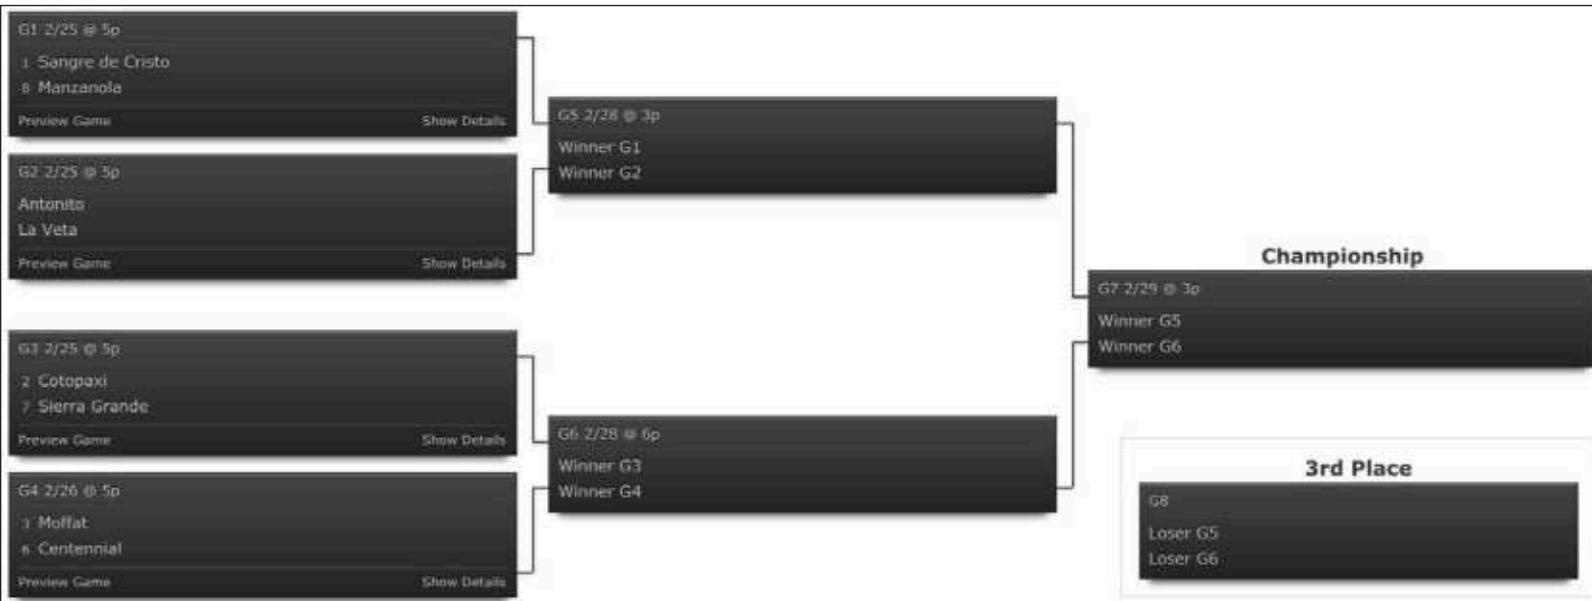 G1 2/25 @ 5p
1 Sangre de Cristo
8 Manzanola
Preview Game Show Details
G2 2/25 @ 5p
Antonito
La Veta
Preview Game Show Details
G3 2/25 @ 5p
2 Cotopaxi
7 Sierra Grande
Preview Game Show Details
G4 2/26 @ 5p
3 Moffat
6 Centennial
Preview Game Show Details
G5 2/28 @ 3p
Winner G1
Winner G2
G6 2/28 @ 6p
Winner G3
Winner G4
Championship
G7 2/29 @ 3p
Winner G5
Winner G6
3rd Place
G8
Loser G5
Loser G6